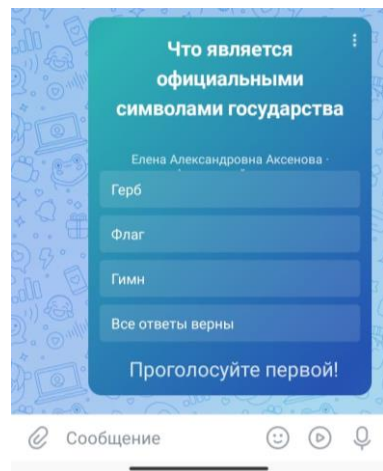 Что является
официальными
символами государства
Елена Александровна Аксенова ·
Герб
Флаг
Гимн
Все ответы верны
Проголосуйте первой!
Сообщение